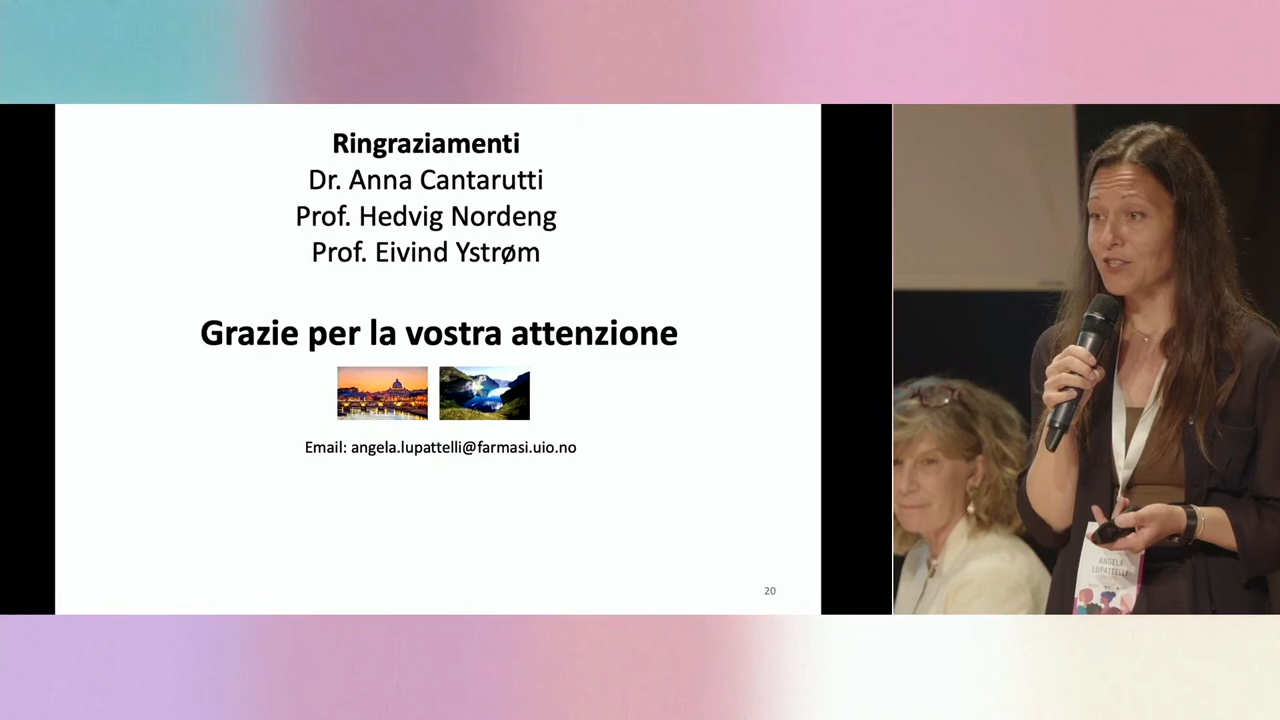 Ringraziamenti
Dr. Anna Cantarutti
Prof. Hedvig Nordeng
Prof. Eivind Ystrøm
Grazie per la vostra attenzione
Email: angela.lupattelli@farmasi.uio.no
20
ANGELA
LUPATTELLI